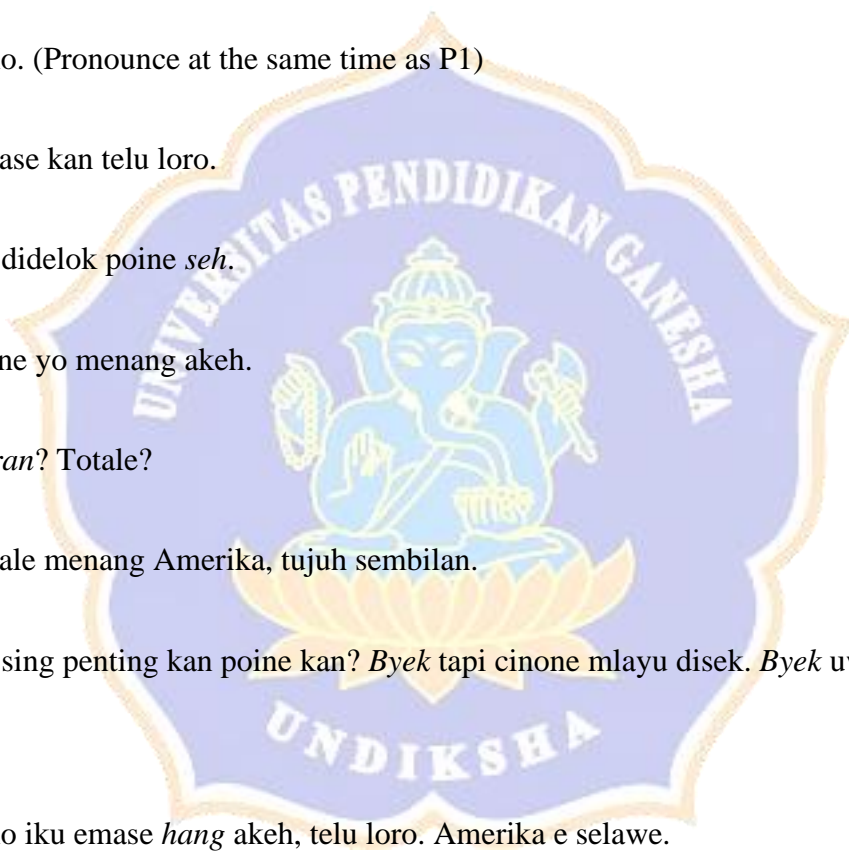 o. (Pronounce at the same time as P1)
ase kan telu loro.
didelok poine seh.
ne yo menang akeh.
ran? Totale?
ale menang Amerika, tujuh sembilan.
sing penting kan poine kan? Byek tapi cinone mlayu disek. Byek
o iku emase hang akeh, telu loro. Amerika e selawe.
UNIVERSITAS PENDIDIKAN GANESHA
UNDIKSHA